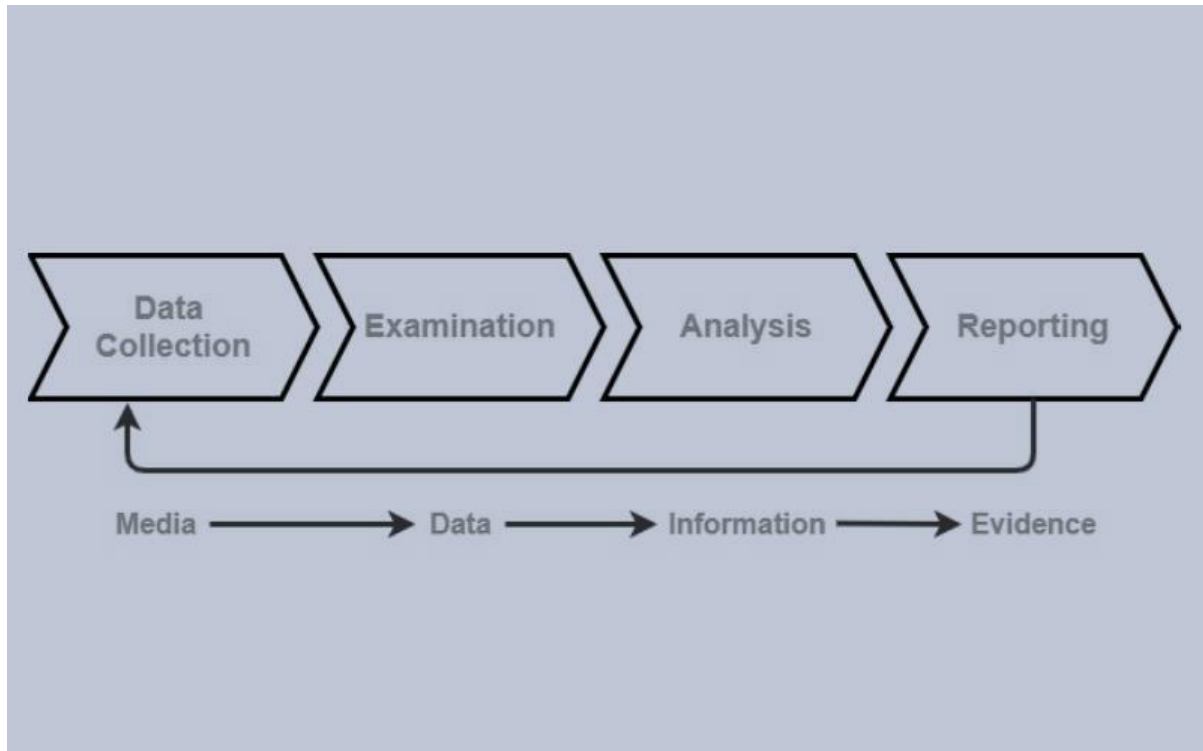 Data
Collection
Examination
Analysis
Reporting
Media
Data
Information
Evidence